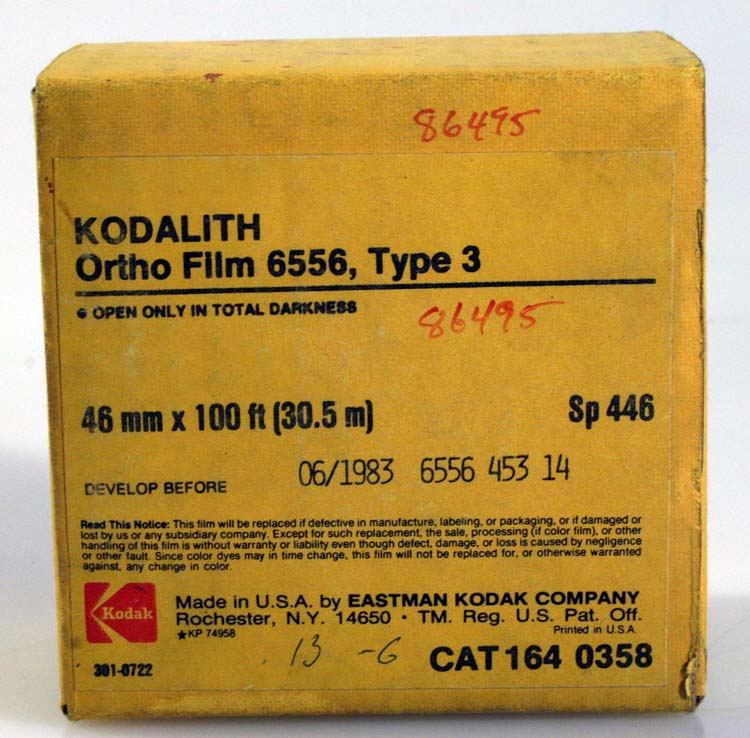 86495
KODALITH
Ortho Film 6556, Type 3
• OPEN ONLY IN TOTAL DARKNESS
86495
46 mm x 100 ft (30.5 m) Sp 446
DEVELOP BEFORE 06/1983 6556 453 14
Read This Notice: This film will be replaced if defective in manufacture, labeling, or packaging, or if damaged or
lost by us or any subsidiary company. Except for such replacement, the sale, processing (if color film), or other
handling of this film is without warranty or liability even though defect, damage, or loss is caused by negligence
or other fault. Since color dyes may in time change, this film will not be replaced for, or otherwise warranted
against, any change in color.
Kodak
Made in U.S.A. by EASTMAN KODAK COMPANY
Rochester, N.Y. 14650 • TM. Reg. U.S. Pat. Off.
★KP 74958 Printed in U.S.A.
13 -6
391-0722 CAT 164 0358